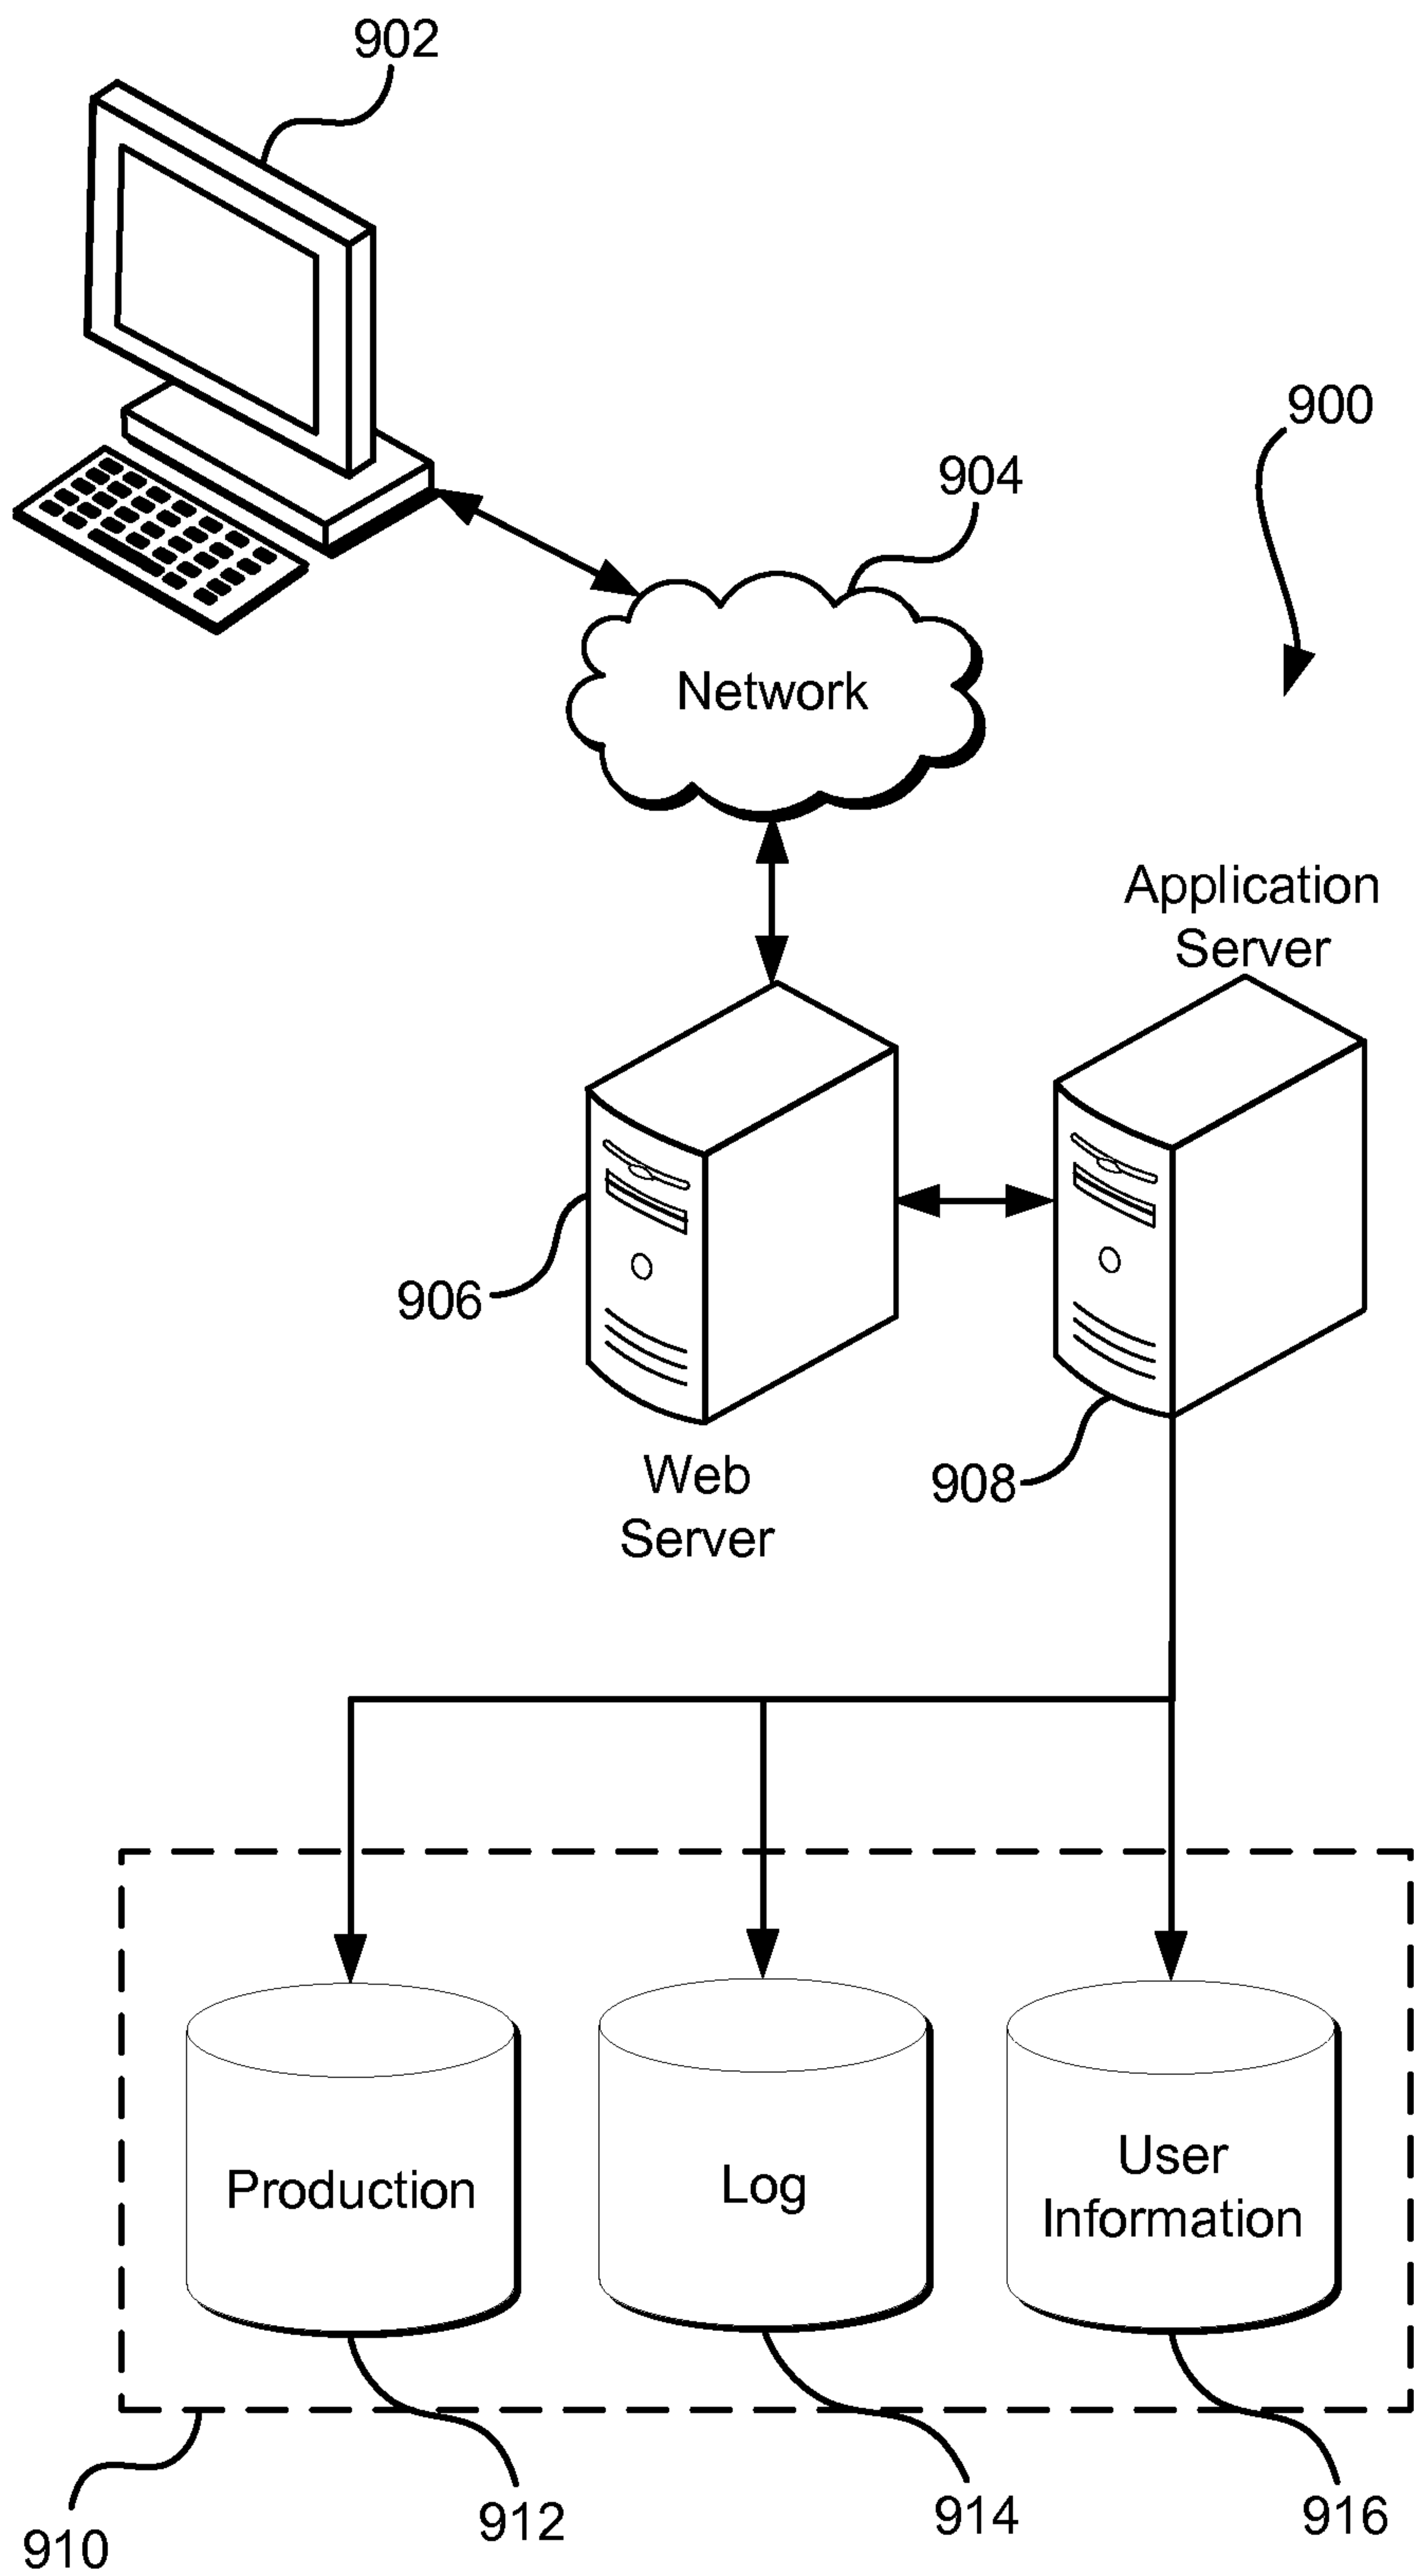 902
900
904
Network
Application
Server
906
908
Web
Server
Production
Log
User
Information
910
912
914
916